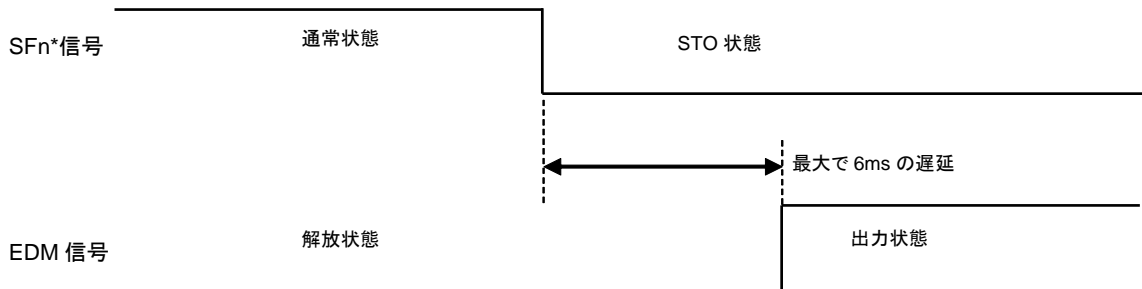 SFn*信号
通常状態
STO 状態
最大で 6ms の遅延
EDM 信号
解放状態
出力状態